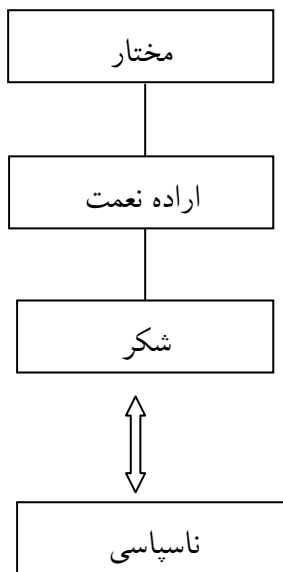 مختار
اراده نعمت
شکر
ناسپاسی